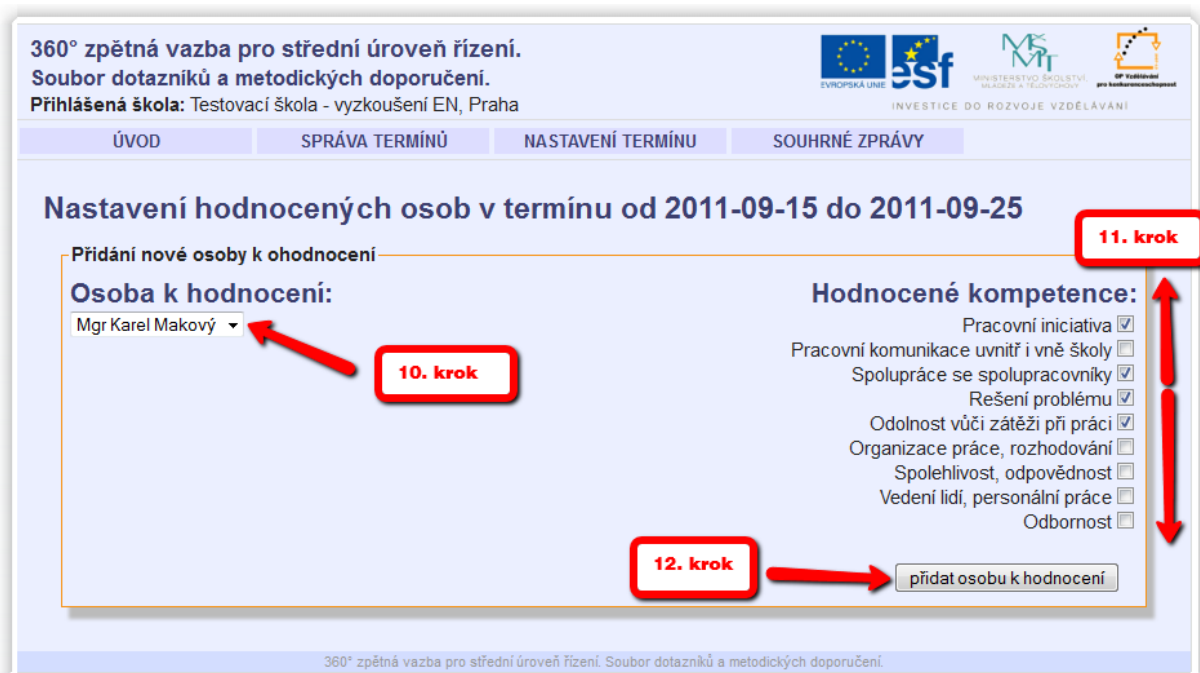 360° zpětná vazba pro střední úroveň řízení.
Soubor dotazníků a metodických doporučení.
Přihlášená škola: Testovací škola - vyzkoušení EN, Praha
EVROPSKÁ UNIE
esf
MŠMT
MINISTERSTVO ŠKOLSTVÍ,
MLÁDEŽE A TĚLOVÝCHOVY
OP Vzdělávání
pro konkurenceschopnost
INVESTICE DO ROZVOJE VZDĚLÁVÁNÍ
ÚVOD SPRÁVA TERMÍNŮ NASTAVENÍ TERMÍNU SOUHRNÉ ZPRÁVY
Nastavení hodnocených osob v termínu od 2011-09-15 do 2011-09-25
11. krok
Přidání nové osoby k ohodnocení
Osoba k hodnocení:
Mgr Karel Makový
10. krok
Hodnocené kompetence:
Pracovní iniciativa
Pracovní komunikace uvnitř i vně školy
Spolupráce se spolupracovníky
Rešení problému
Odolnost vůči zátěži při práci
Organizace práce, rozhodování
Spolehlivost, odpovědnost
Vedení lidí, personální práce
Odbornost
12. krok
přidat osobu k hodnocení
360° zpětná vazba pro střední úroveň řízení. Soubor dotazníků a metodických doporučení.